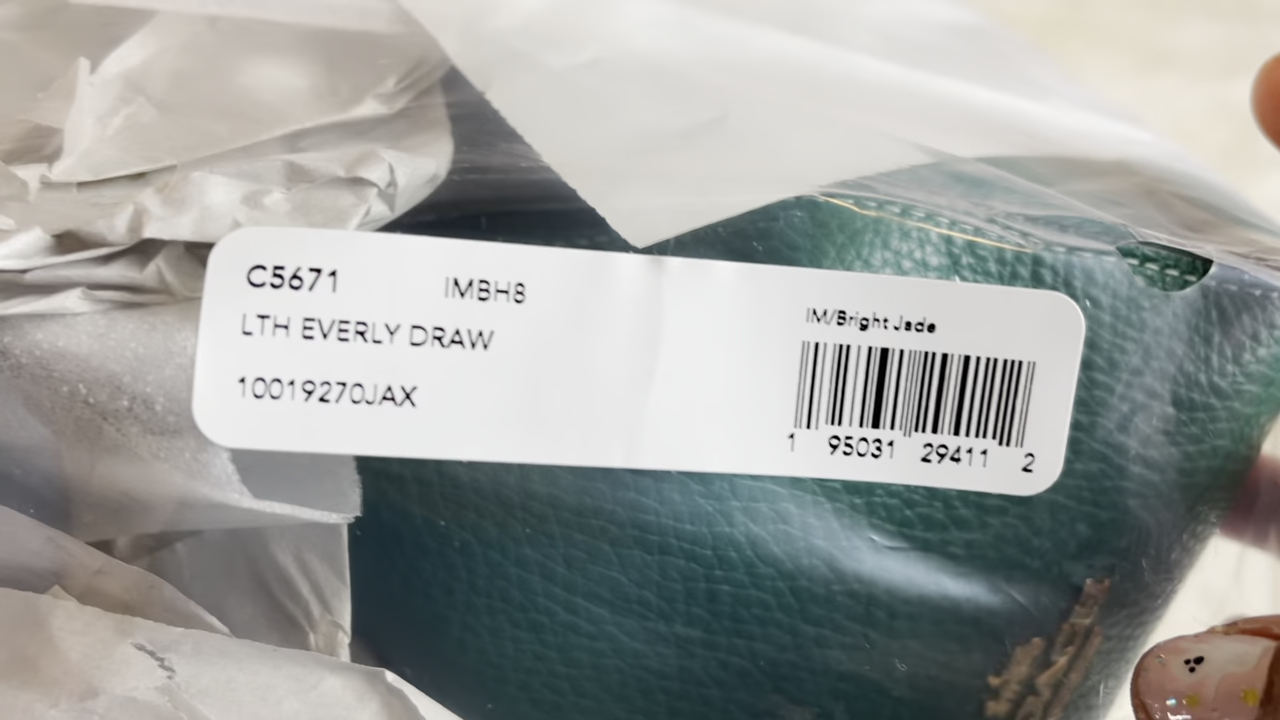 C5671 IMBH8
LTH EVERLY DRAW
10019270JAX
IM/Bright Jade
1 95031 29411 2